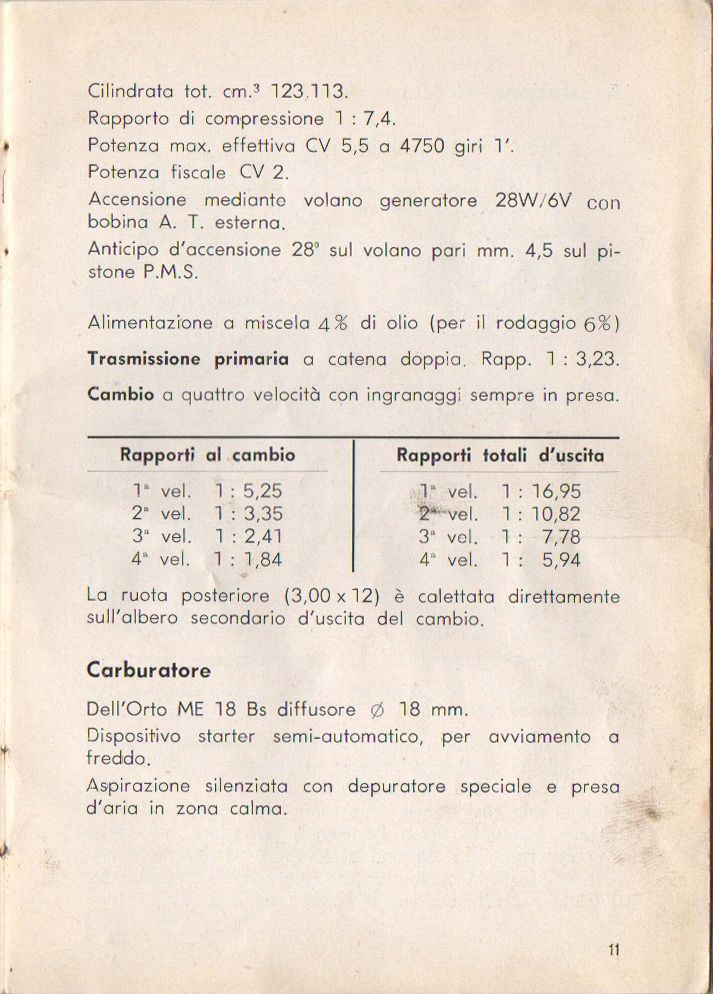 Cilindrata tot. cm.³ 123,113.
Rapporto di compressione 1 : 7,4.
Potenza max. effettiva CV 5,5 a 4750 giri 1'.
Potenza fiscale CV 2.
Accensione mediante volano generatore 28W/6V con
bobina A. T. esterna.
Anticipo d'accensione 28° sul volano pari mm. 4,5 sul pi-
stone P.M.S.
Alimentazione a miscela 4% di olio (per il rodaggio 6%)
Trasmissione primaria a catena doppia. Rapp. 1 : 3,23.
Cambio a quattro velocità con ingranaggi sempre in presa.
Rapporti al cambio
1ª vel. 1 : 5,25
2ª vel. 1 : 3,35
3ª vel. 1 : 2,41
4ª vel. 1 : 1,84
Rapporti totali d'uscita
1ª vel. 1 : 16,95
2ª vel. 1 : 10,82
3ª vel. 1 : 7,78
4ª vel. 1 : 5,94
La ruota posteriore (3,00 x 12) è calettata direttamente
sull'albero secondario d'uscita del cambio.
Carburatore
Dell'Orto ME 18 Bs diffusore ∅ 18 mm.
Dispositivo starter semi-automatico, per avviamento a
freddo.
Aspirazione silenziata con depuratore speciale e presa
d'aria in zona calma.
11